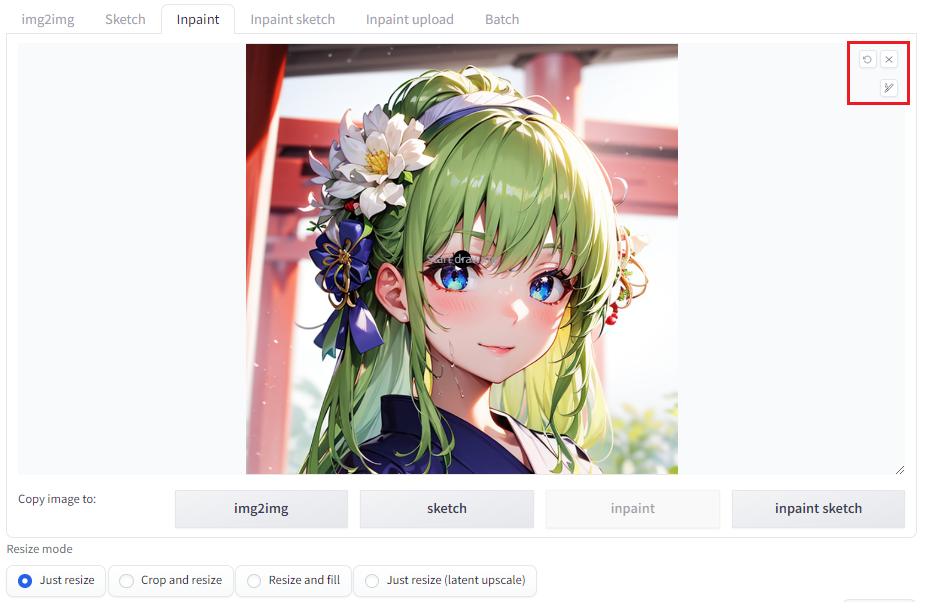 img2img Sketch Inpaint Inpaint sketch Inpaint upload Batch
Start drawing
Copy image to:
img2img sketch inpaint inpaint sketch
Resize mode
Just resize Crop and resize Resize and fill Just resize (latent upscale)